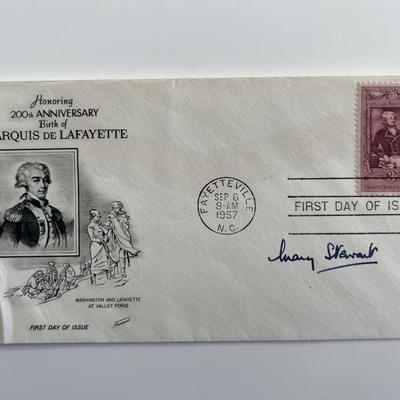 Honoring
200th ANNIVERSARY
Birth of
ARQUIS DE LAFAYETTE
WASHINGTON AND LAFAYETTE
AT VALLEY FORGE
FIRST DAY OF ISSUE
FAYETTEVILLE
SEP 6
9-AM
1957
N.C.
FIRST DAY OF ISS
3
Mary Stewart